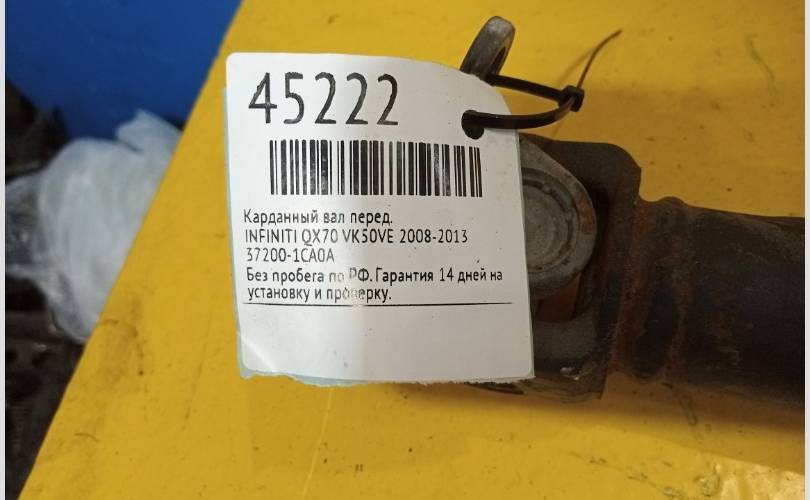 45222
Карданный вал перед.
INFINITI QX70 VK50VE 2008-2013
37200-1CA0A
Без пробега по РФ. Гарантия 14 дней на
установку и проверку.